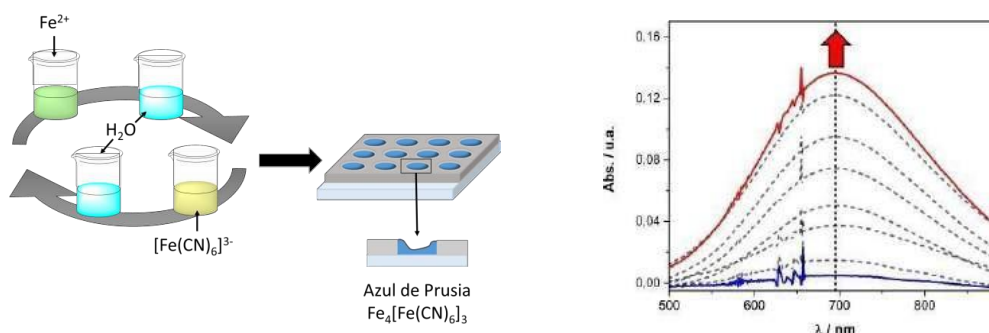 Fe²⁺
H₂O
[Fe(CN)₆]³⁻
Azul de Prusia
Fe₄[Fe(CN)₆]₃
Abs. / u.a.
0,16
0,12
0,08
0,04
0,00
500
600
700
800
λ / nm